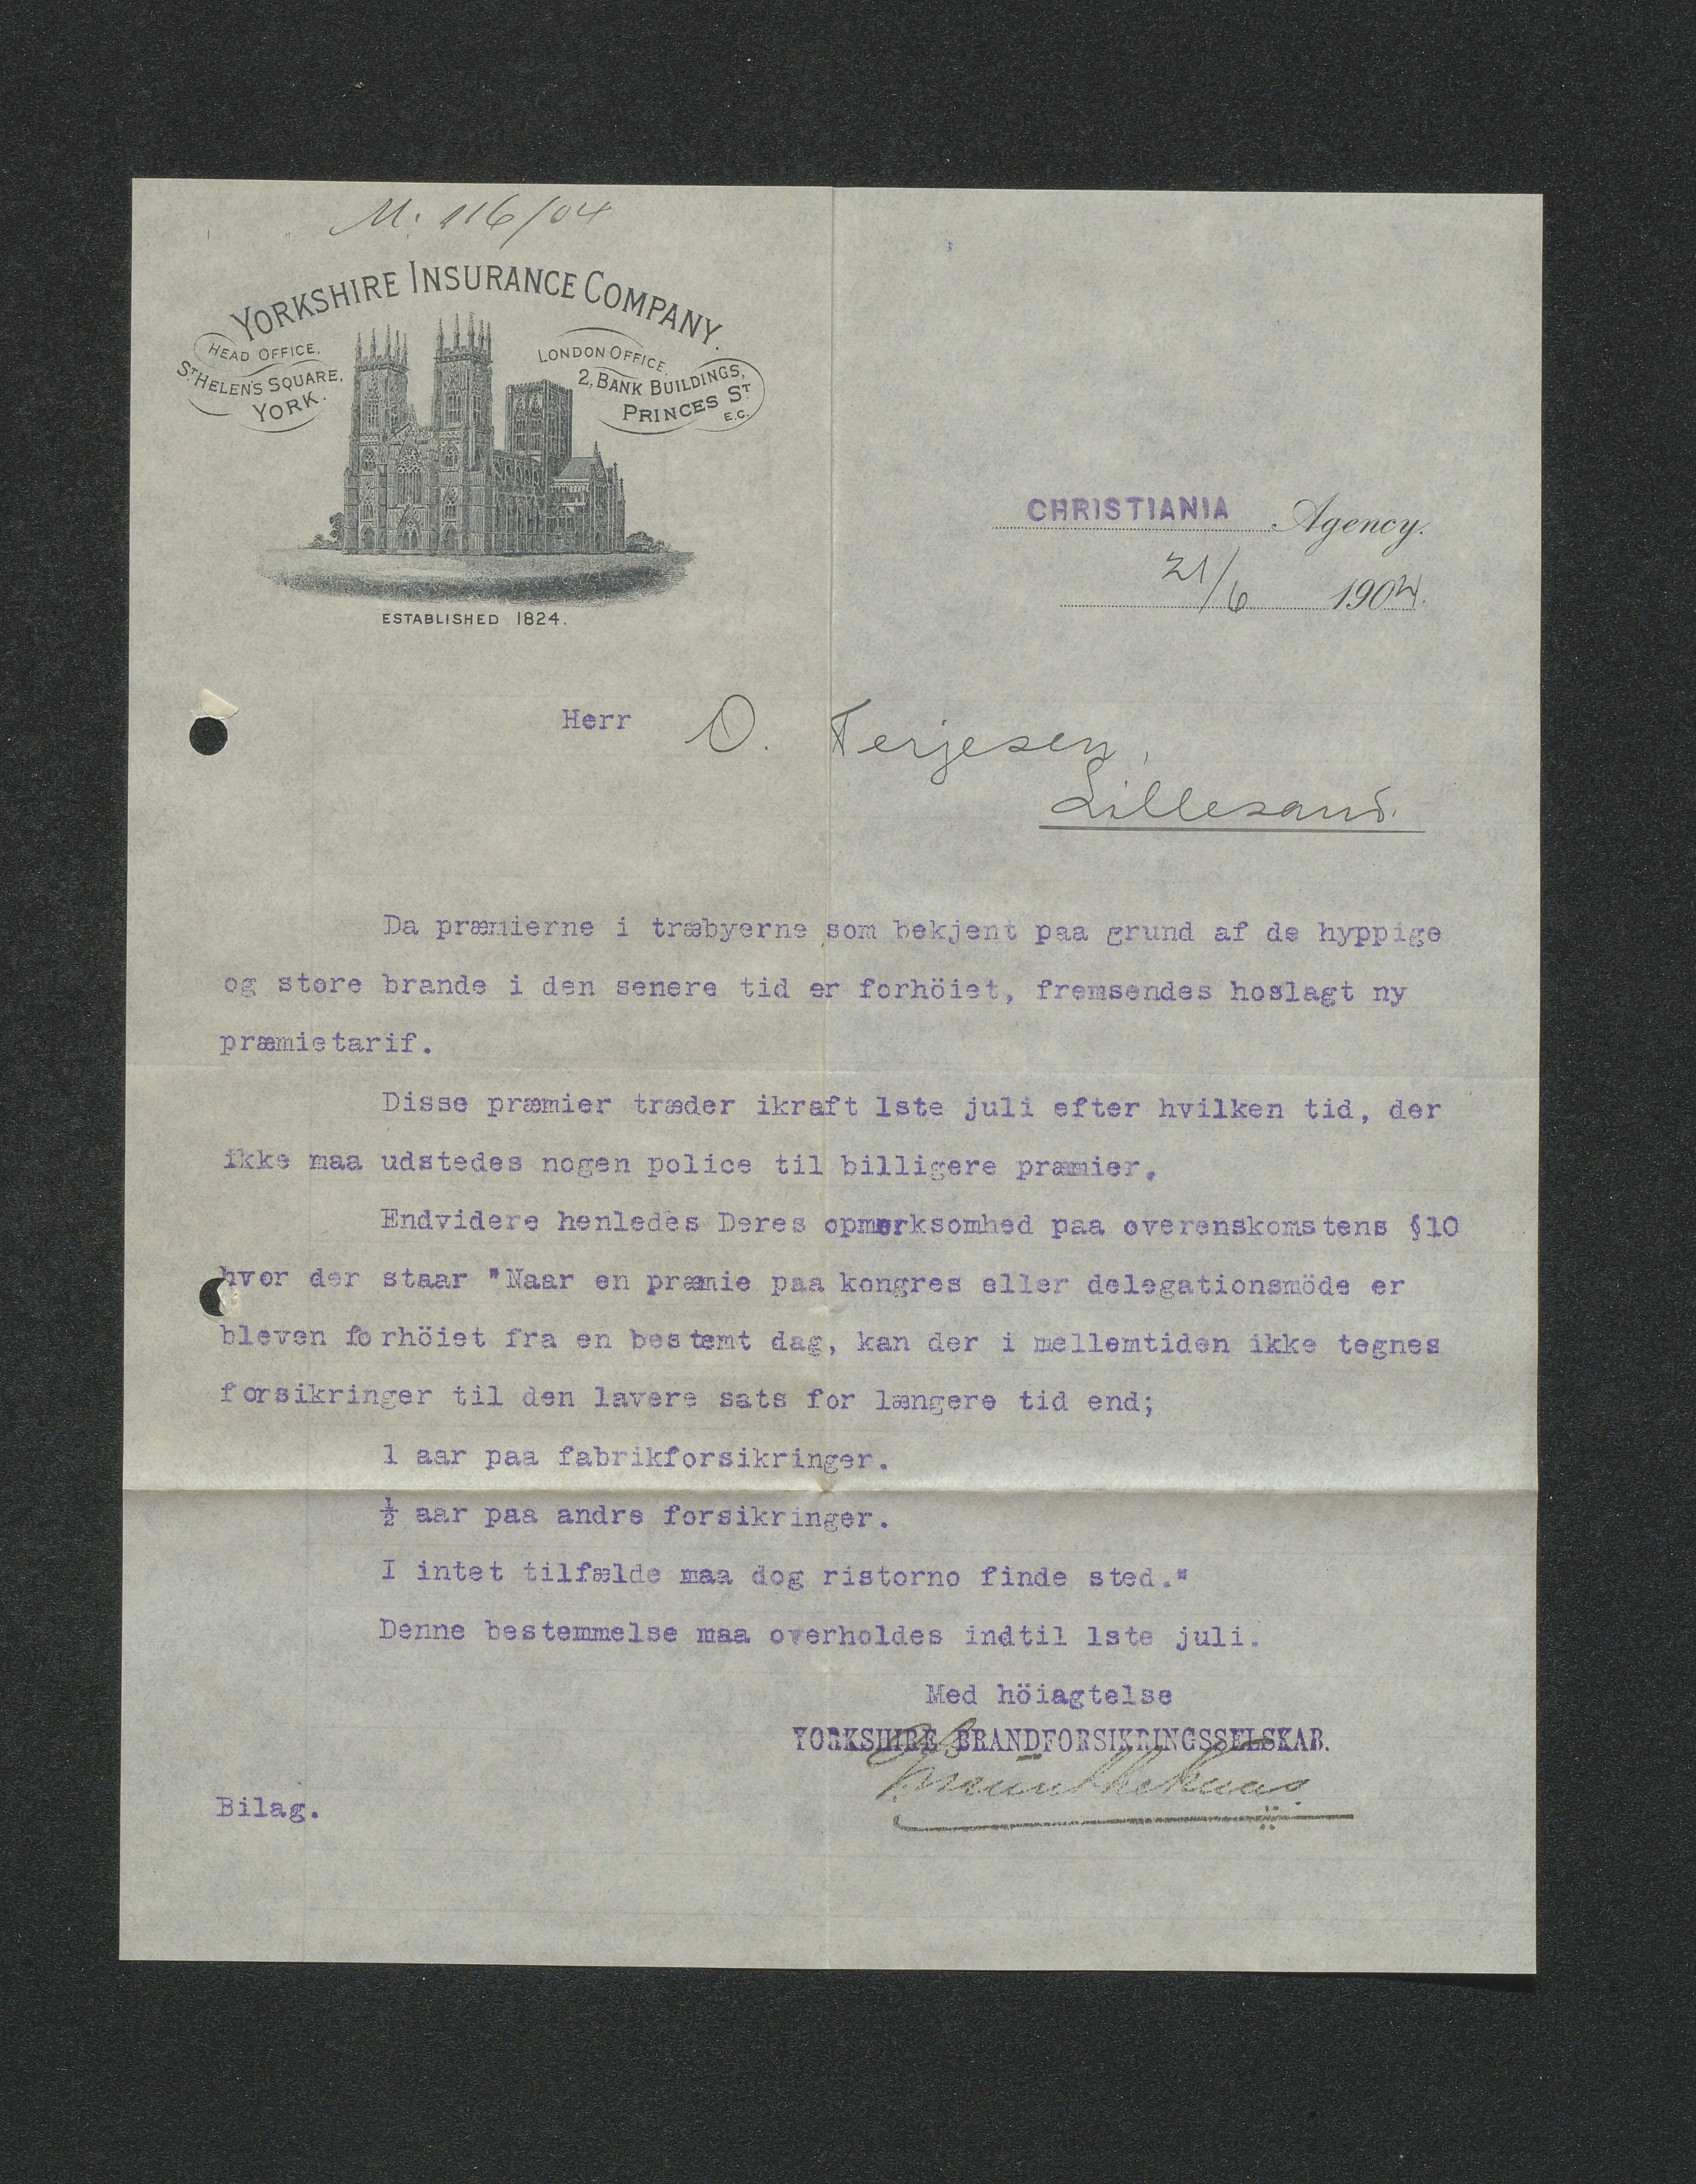 M: 116/04
YORKSHIRE INSURANCE COMPANY.
HEAD OFFICE.
ST HELEN'S SQUARE,
YORK.
LONDON OFFICE.
2, BANK BUILDINGS,
PRINCES ST
E.C.
ESTABLISHED 1824.
CHRISTIANIA Agency.
21/6 1904.
Herr O. Terjesen,
Lillesand.
Da præmierne i træbyerne som bekjent paa grund af de hyppige
og store brande i den senere tid er forhöiet, fremsendes hoslagt ny
præmietarif.
Disse præmier træder ikraft 1ste juli efter hvilken tid, der
ikke maa udstedes nogen police til billigere præmier.
Endvidere henledes Deres opmerksomhed paa overenskomstens §10
hvor der staar "Naar en præmie paa kongres eller delegationsmöde er
bleven forhöiet fra en bestemt dag, kan der i mellemtiden ikke tegnes
forsikringer til den lavere sats for længere tid end;
1 aar paa fabrikforsikringer.
½ aar paa andre forsikringer.
I intet tilfælde maa dog ristorno finde sted."
Denne bestemmelse maa overholdes indtil 1ste juli.
Med höiagtelse
YORKSHIRE BRANDFORSIKRINGSSELSKAB.
Bilag.